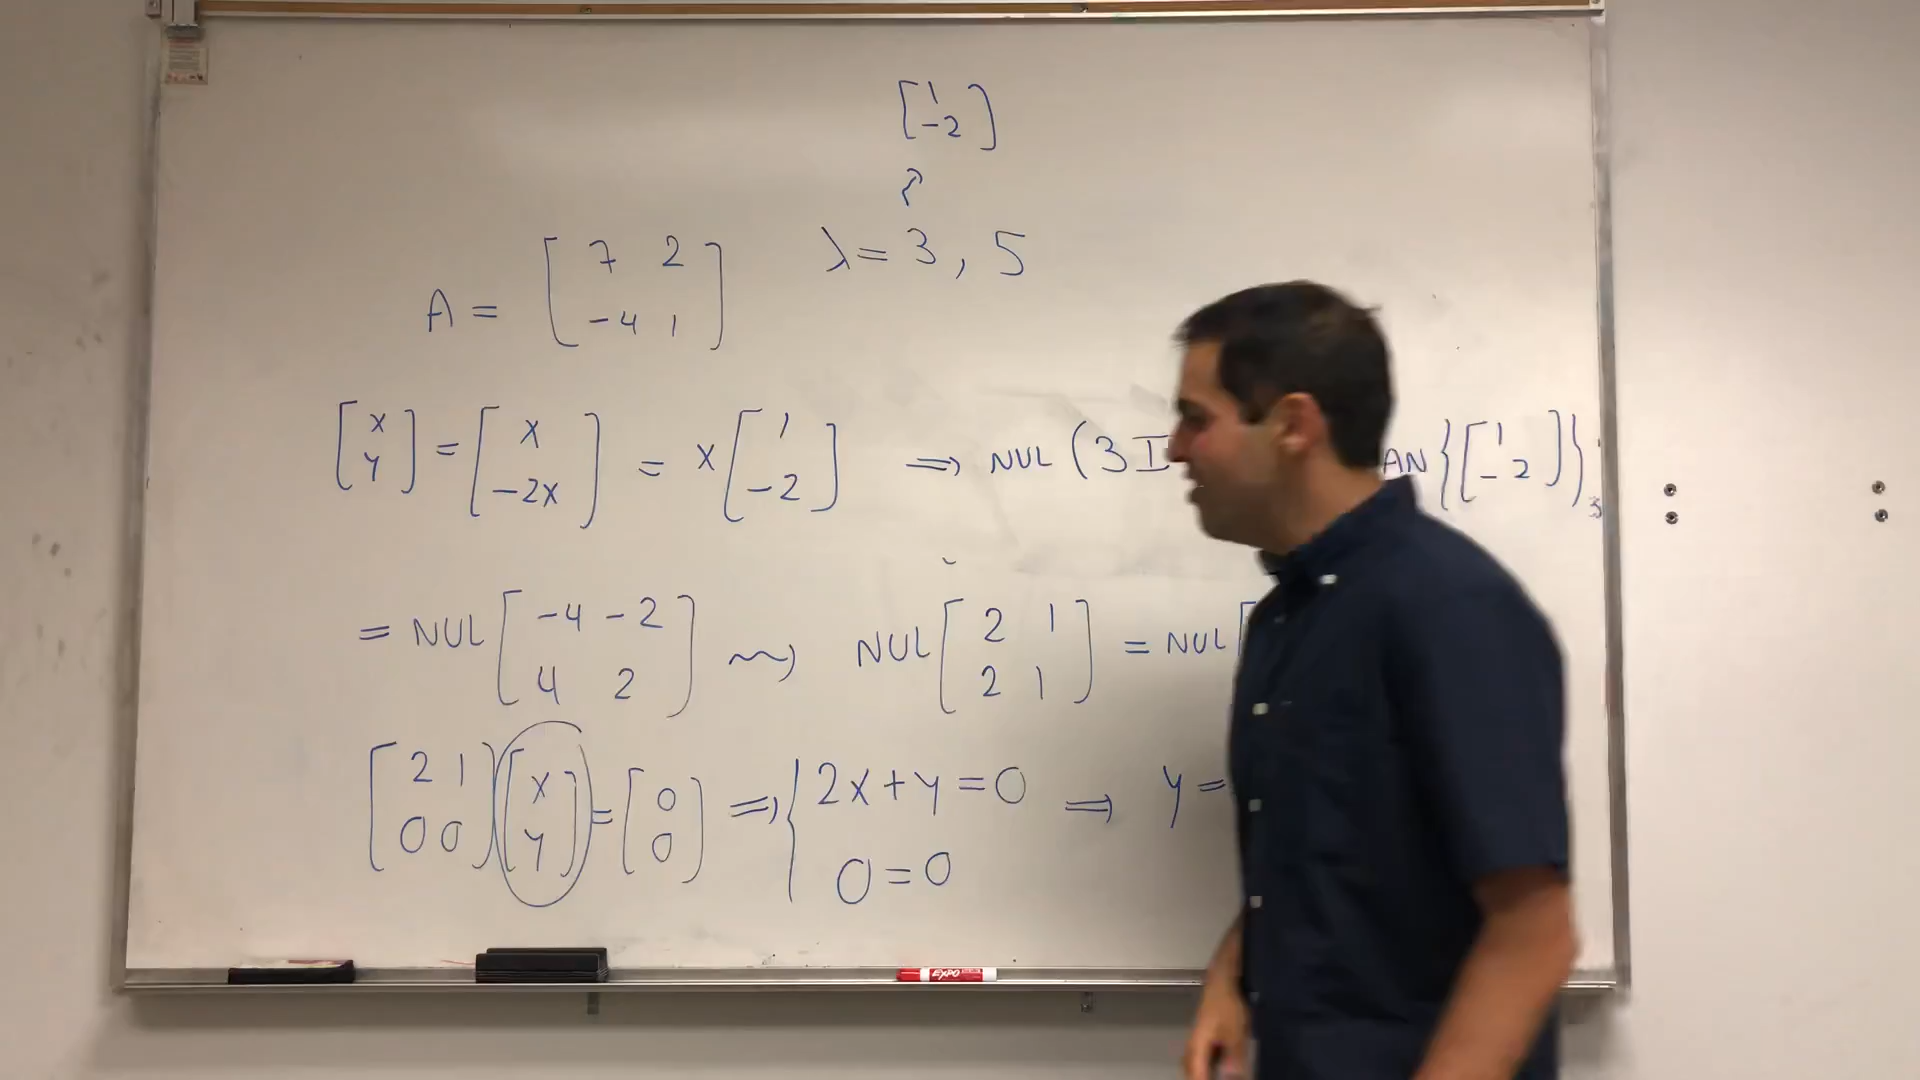 [1 -2]
A = [7 2 -4 1] λ = 3, 5
[x y] = [x -2x] = x[1 -2] ⇒ NUL (3I AN{[1 -2]}
= NUL [-4 -2 4 2] ⇝ NUL [2 1 2 1] = NUL [
[2 1 0 0] [x y] = [0 0] ⇒ { 2x + y = 0 ⇒ y =
0 = 0
EXPO